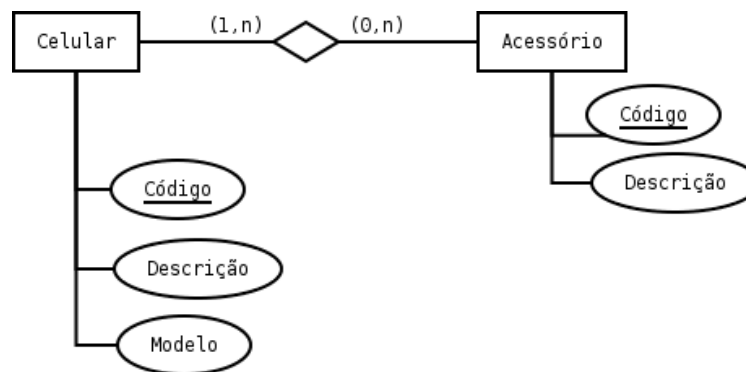 Celular
(1,n)
(0,n)
Acessório
Código
Descrição
Código
Descrição
Modelo